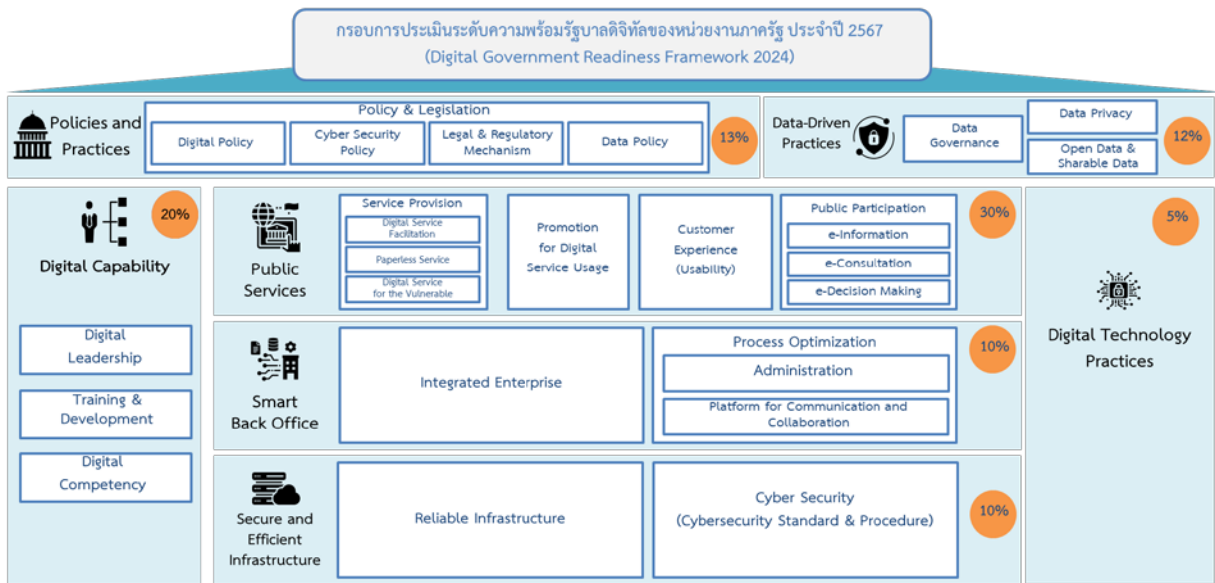 กรอบการประเมินระดับความพร้อมรัฐบาลดิจิทัลของหน่วยงานภาครัฐ ประจำปี 2567
(Digital Government Readiness Framework 2024)
Policies and
Practices
Policy & Legislation
Digital Policy
Cyber Security
Policy
Legal & Regulatory
Mechanism
Data Policy
13%
Data-Driven
Practices
Data
Governance
Data Privacy
Open Data &
Sharable Data
12%
20%
Digital Capability
Digital
Leadership
Training &
Development
Digital
Competency
Public
Services
Service Provision
Digital Service
Facilitation
Paperless Service
Digital Service
for the Vulnerable
Promotion
for Digital
Service Usage
Customer
Experience
(Usability)
Public Participation
e-Information
e-Consultation
e-Decision Making
30%
Smart
Back Office
Integrated Enterprise
Process Optimization
Administration
Platform for Communication and
Collaboration
10%
Secure and
Efficient
Infrastructure
Reliable Infrastructure
Cyber Security
(Cybersecurity Standard & Procedure)
10%
5%
Digital Technology
Practices